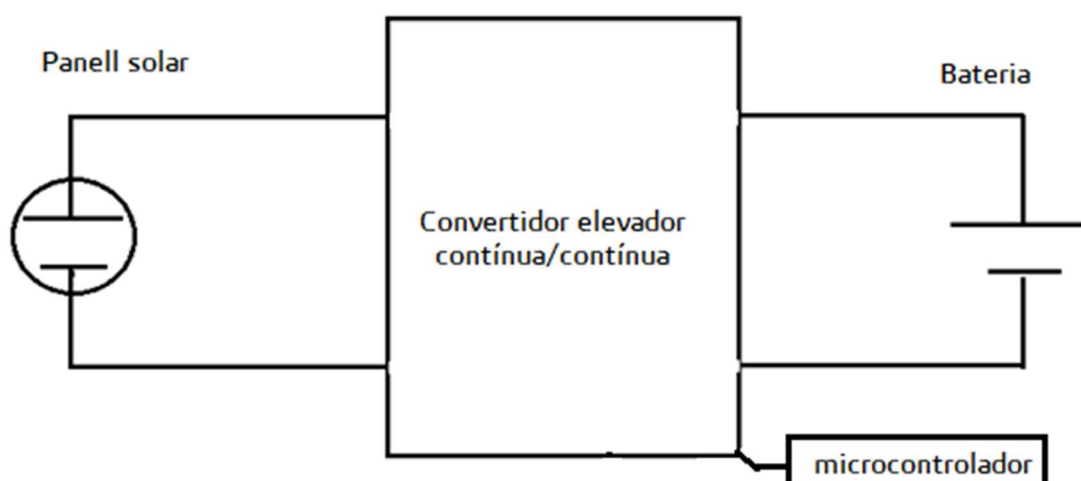 Panell solar
Bateria
Convertidor elevador
contínua/contínua
microcontrolador